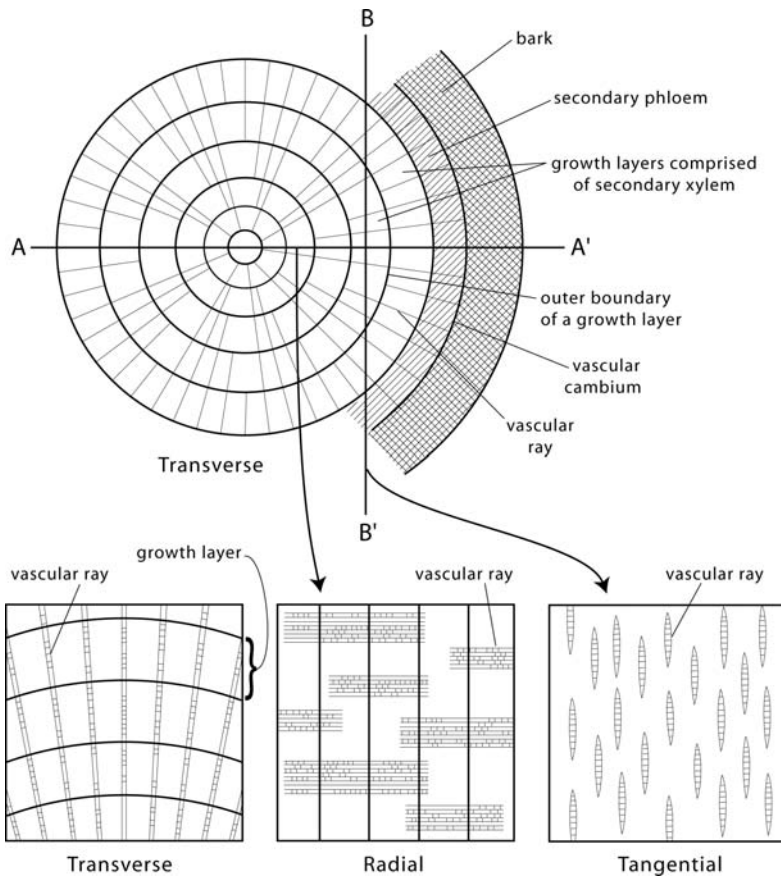 B
bark
secondary phloem
growth layers comprised
of secondary xylem
A
A'
outer boundary
of a growth layer
vascular
cambium
vascular
ray
Transverse
B'
growth layer
vascular ray
vascular ray
vascular ray
Transverse
Radial
Tangential